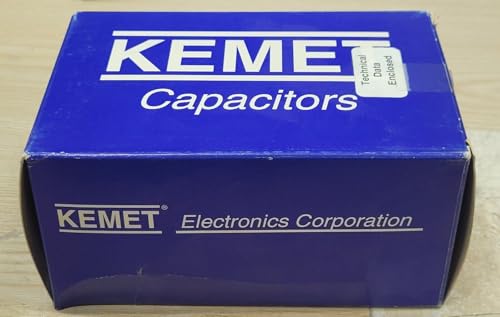 KEMET
Capacitors
Technical
Data
Enclosed
KEMET® Electronics Corporation